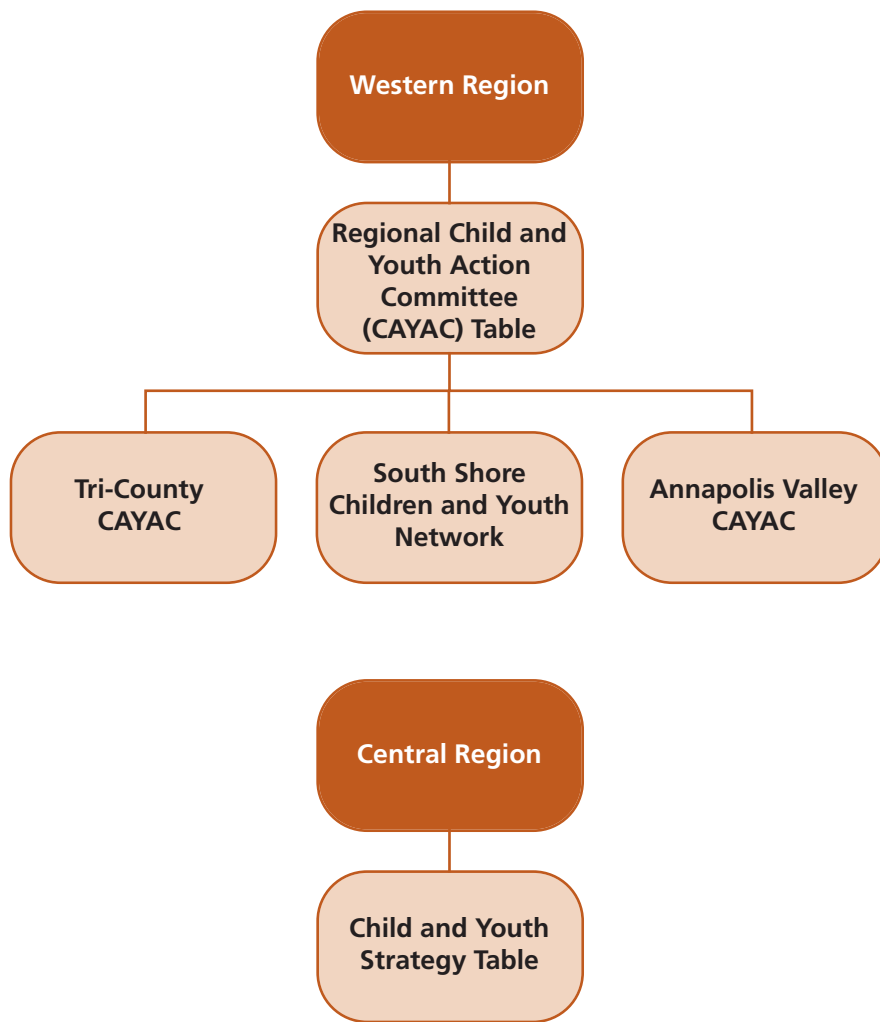 Western Region
Regional Child and
Youth Action
Committee
(CAYAC) Table
Tri-County
CAYAC
South Shore
Children and Youth
Network
Annapolis Valley
CAYAC
Central Region
Child and Youth
Strategy Table